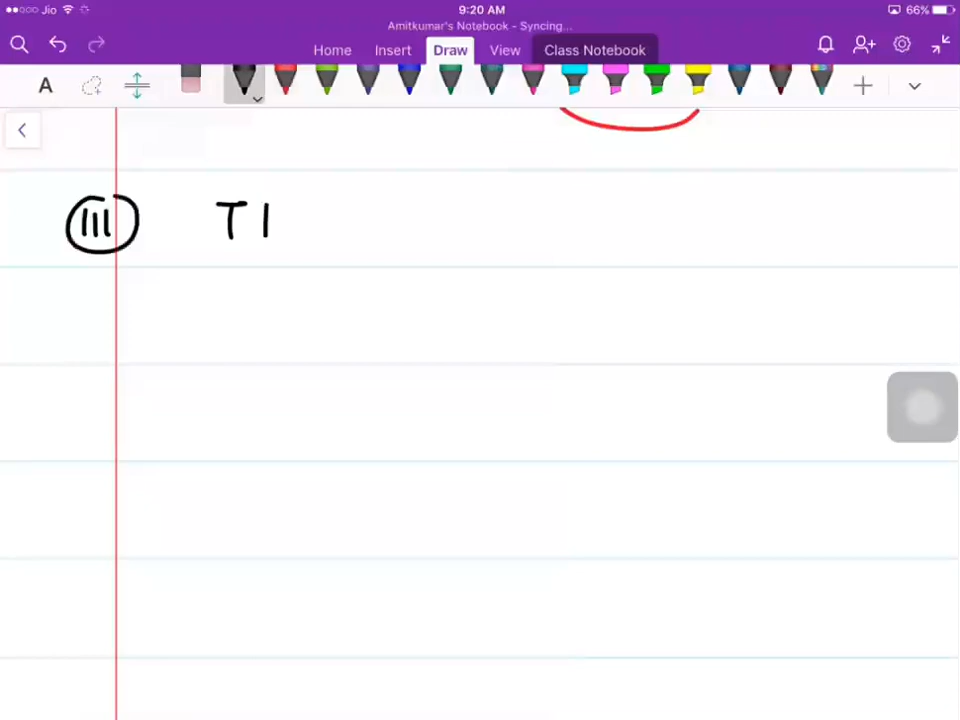 Jio 9:20 AM 66%
Amitkumar's Notebook - Syncing...
Home Insert Draw View Class Notebook
A
III T I